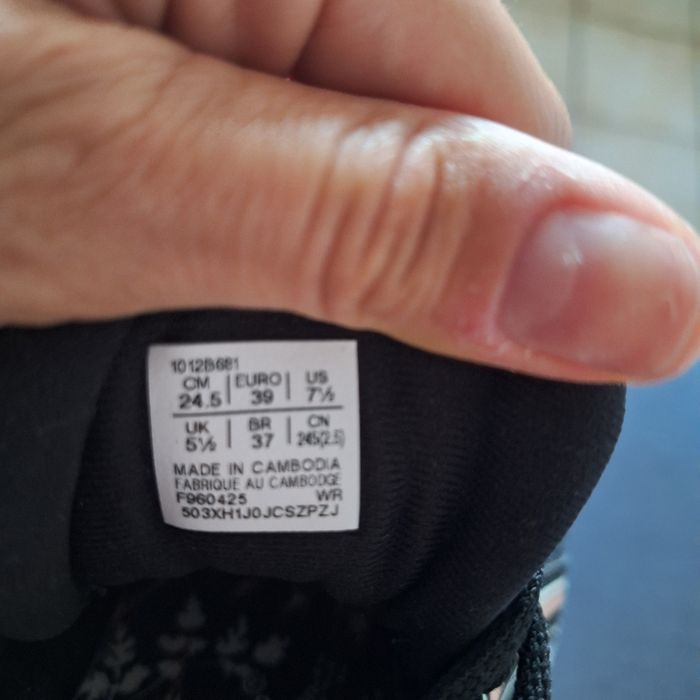 1012B681
CM | EURO | US
24.5 | 39 | 7½
UK | BR | CN
5½ | 37 | 245(2.5)
MADE IN CAMBODIA
FABRIQUE AU CAMBODGE
F960425 WR
503XH1J0JCSZPZJ